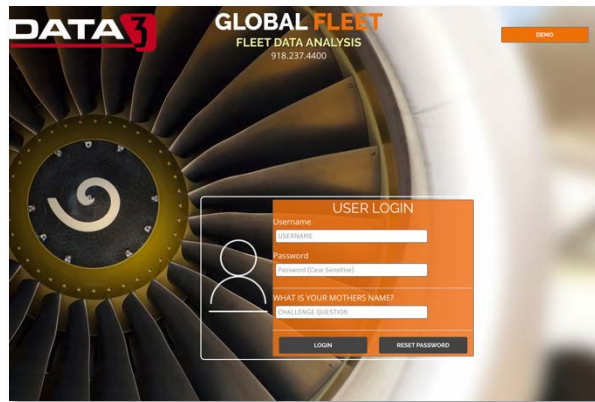 DATA3
GLOBAL FLEET
FLEET DATA ANALYSIS
918.237.4400
DEMO
USER LOGIN
Username
USERNAME
Password
Password (Case Sensitive)
WHAT IS YOUR MOTHERS NAME?
CHALLENGE QUESTION
LOGIN
RESET PASSWORD